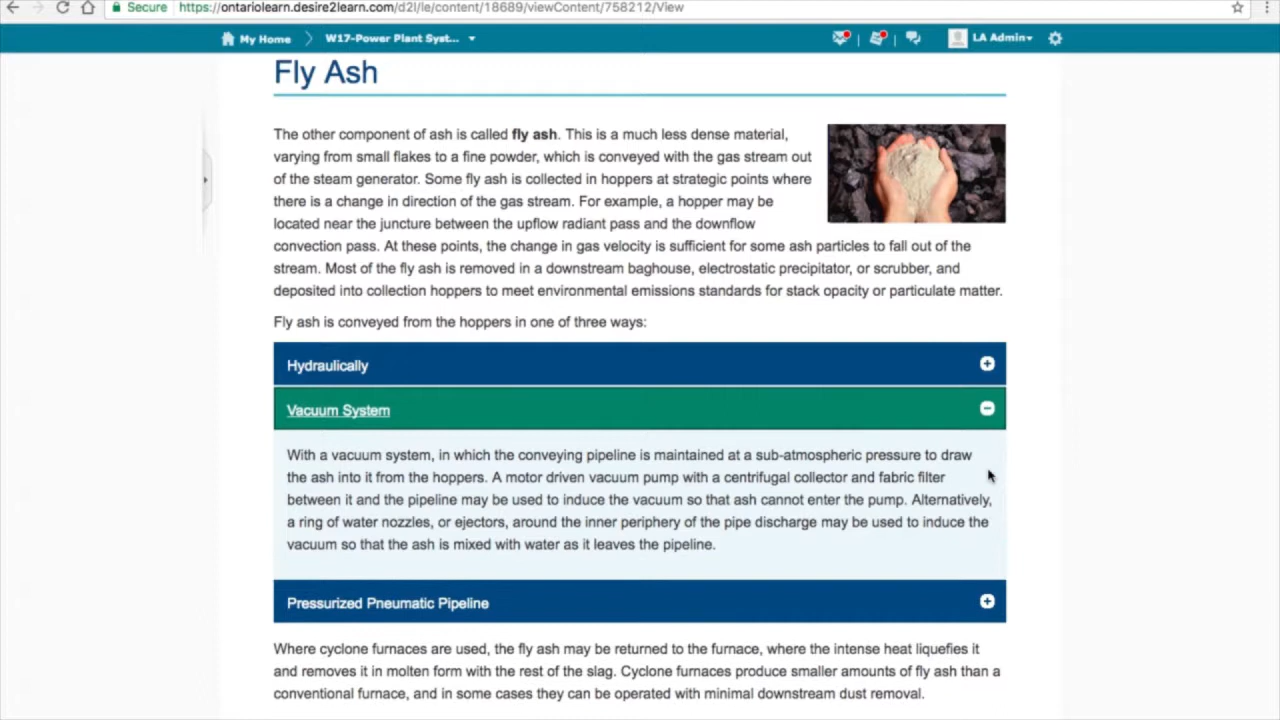 Secure https://ontariolearn.desire2learn.com/d2l/le/content/18689/viewContent/758212/View
My Home W17-Power Plant Syst... LA Admin
Fly Ash
The other component of ash is called fly ash. This is a much less dense material,
varying from small flakes to a fine powder, which is conveyed with the gas stream out
of the steam generator. Some fly ash is collected in hoppers at strategic points where
there is a change in direction of the gas stream. For example, a hopper may be
located near the juncture between the upflow radiant pass and the downflow
convection pass. At these points, the change in gas velocity is sufficient for some ash particles to fall out of the
stream. Most of the fly ash is removed in a downstream baghouse, electrostatic precipitator, or scrubber, and
deposited into collection hoppers to meet environmental emissions standards for stack opacity or particulate matter.
Fly ash is conveyed from the hoppers in one of three ways:
Hydraulically
Vacuum System
With a vacuum system, in which the conveying pipeline is maintained at a sub-atmospheric pressure to draw
the ash into it from the hoppers. A motor driven vacuum pump with a centrifugal collector and fabric filter
between it and the pipeline may be used to induce the vacuum so that ash cannot enter the pump. Alternatively,
a ring of water nozzles, or ejectors, around the inner periphery of the pipe discharge may be used to induce the
vacuum so that the ash is mixed with water as it leaves the pipeline.
Pressurized Pneumatic Pipeline
Where cyclone furnaces are used, the fly ash may be returned to the furnace, where the intense heat liquefies it
and removes it in molten form with the rest of the slag. Cyclone furnaces produce smaller amounts of fly ash than a
conventional furnace, and in some cases they can be operated with minimal downstream dust removal.